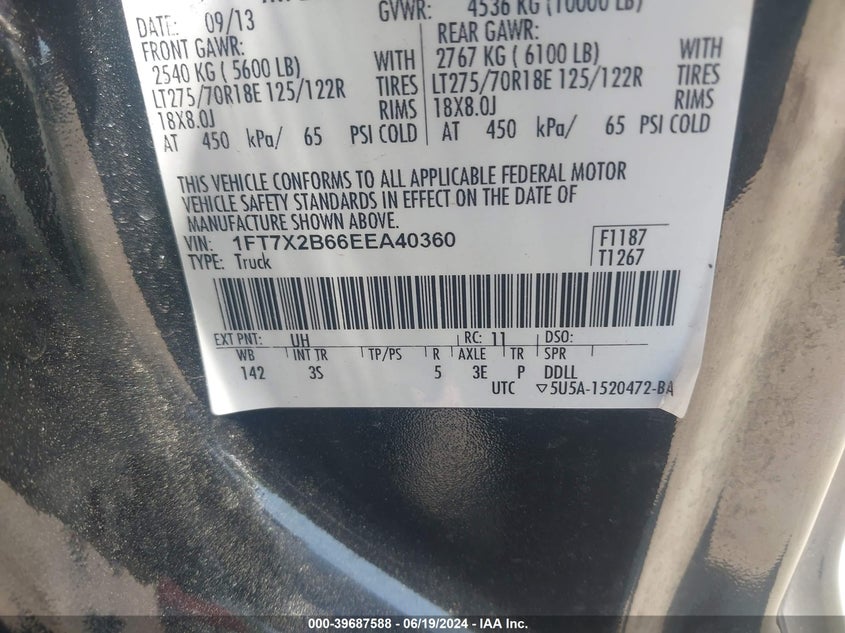 DATE: 09/13 GVWR: 4536 KG (10000 LB)
FRONT GAWR: REAR GAWR:
2540 KG ( 5600 LB) WITH 2767 KG ( 6100 LB) WITH
LT275/70R18E 125/122R TIRES LT275/70R18E 125/122R TIRES
18X8.0J RIMS 18X8.0J RIMS
AT 450 kPa/ 65 PSI COLD AT 450 kPa/ 65 PSI COLD
THIS VEHICLE CONFORMS TO ALL APPLICABLE FEDERAL MOTOR
VEHICLE SAFETY STANDARDS IN EFFECT ON THE DATE OF
MANUFACTURE SHOWN ABOVE.
VIN: 1FT7X2B66EEA40360 F1187
TYPE: Truck T1267
EXT PNT: UH RC: 11 DSO:
WB INT TR TP/PS R AXLE TR SPR
142 3S 5 3E P DDLL
UTC ▽5U5A-1520472-BA
000-39687588 - 06/19/2024 - IAA Inc.